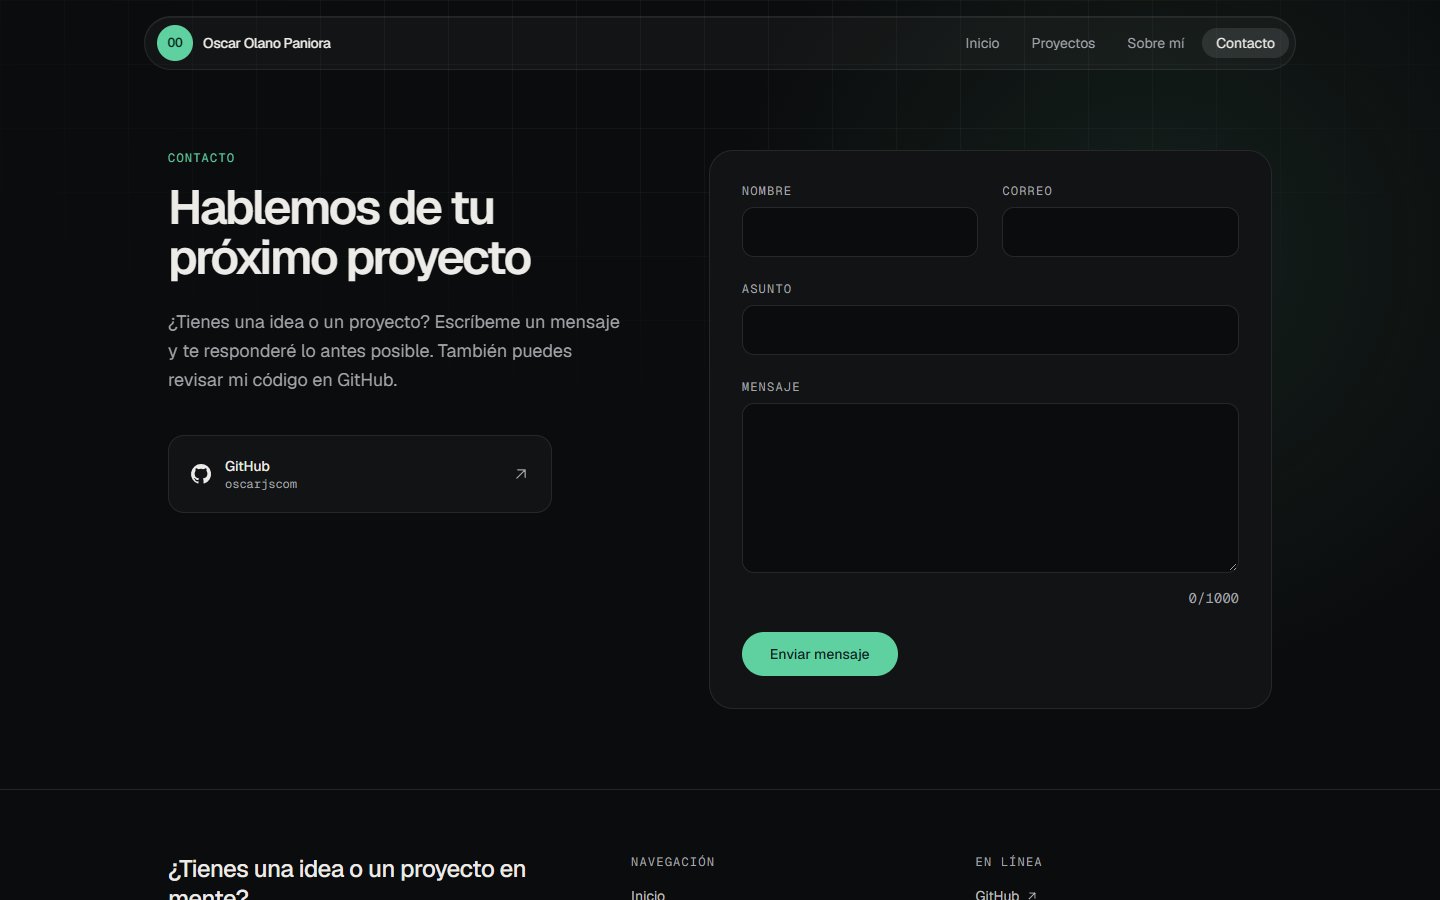 OO
Oscar Olano Paniora
Inicio
Proyectos
Sobre mí
Contacto
CONTACTO
Hablemos de tu
próximo proyecto
¿Tienes una idea o un proyecto? Escríbeme un mensaje
y te responderé lo antes posible. También puedes
revisar mi código en GitHub.
GitHub
oscarjscom
NOMBRE
CORREO
ASUNTO
MENSAJE
0/1000
Enviar mensaje
¿Tienes una idea o un proyecto en
mente?
NAVEGACIÓN
Inicio
EN LÍNEA
GitHub